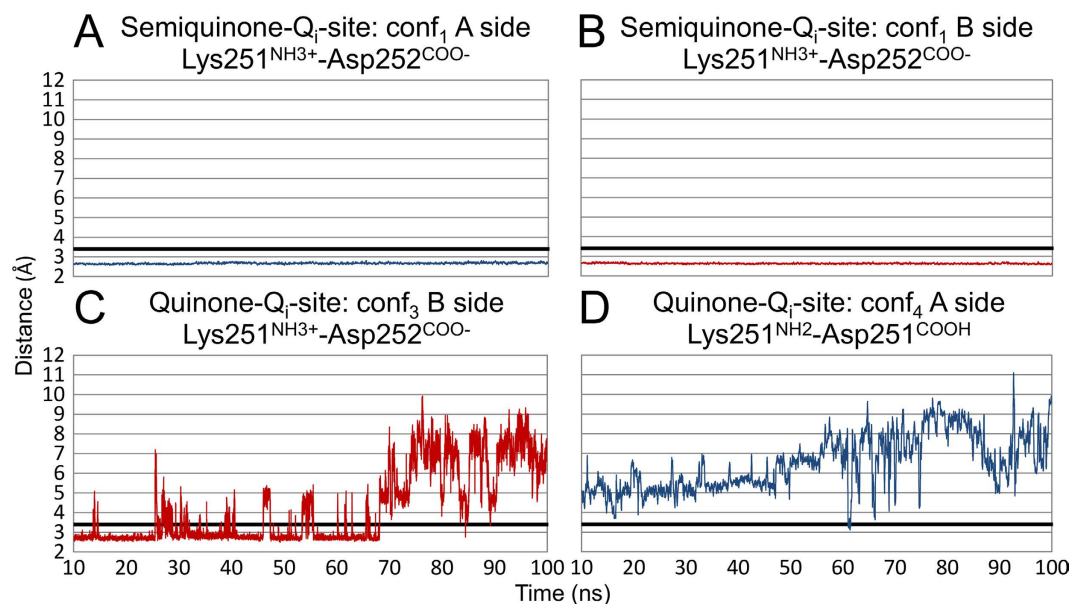 A Semiquinone-Qi-site: conf1 A side
Lys251NH3+-Asp252COO-
B Semiquinone-Qi-site: conf1 B side
Lys251NH3+-Asp252COO-
12
11
10
9
8
7
6
5
4
3
2
C Quinone-Qi-site: conf3 B side
Lys251NH3+-Asp252COO-
D Quinone-Qi-site: conf4 A side
Lys251NH2-Asp251COOH
Distance (Å)
12
11
10
9
8
7
6
5
4
3
2
10 20 30 40 50 60 70 80 90 100
10 20 30 40 50 60 70 80 90 100
Time (ns)